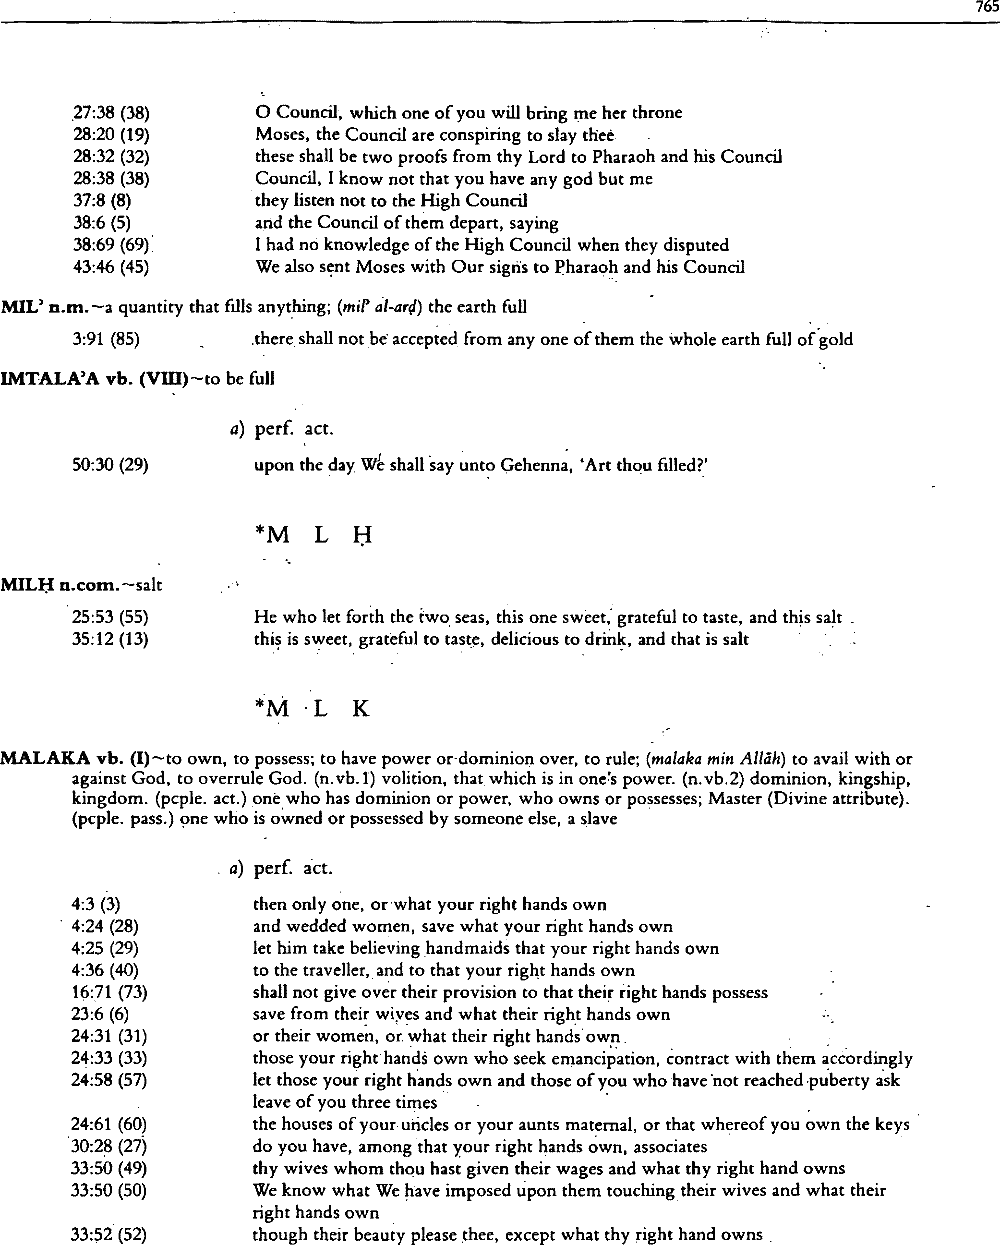 765
27:38 (38) O Council, which one of you will bring me her throne
28:20 (19) Moses, the Council are conspiring to slay thee
28:32 (32) these shall be two proofs from thy Lord to Pharaoh and his Council
28:38 (38) Council, I know not that you have any god but me
37:8 (8) they listen not to the High Council
38:6 (5) and the Council of them depart, saying
38:69 (69) I had no knowledge of the High Council when they disputed
43:46 (45) We also sent Moses with Our signs to Pharaoh and his Council
MILʾ n.m.~a quantity that fills anything; (milʾ al-arḍ) the earth full
3:91 (85) there shall not be accepted from any one of them the whole earth full of gold
IMTALAʾA vb. (VIII)~to be full
a) perf. act.
50:30 (29) upon the day We shall say unto Gehenna, ‘Art thou filled?’
*M L Ḥ
MILḤ n.com.~salt
25:53 (55) He who let forth the two seas, this one sweet, grateful to taste, and this salt
35:12 (13) this is sweet, grateful to taste, delicious to drink, and that is salt
*M L K
MALAKA vb. (I)~to own, to possess; to have power or dominion over, to rule; (malaka min Allāh) to avail with or
against God, to overrule God. (n.vb.1) volition, that which is in one's power. (n.vb.2) dominion, kingship,
kingdom. (pcple. act.) one who has dominion or power, who owns or possesses; Master (Divine attribute).
(pcple. pass.) one who is owned or possessed by someone else, a slave
a) perf. act.
4:3 (3) then only one, or what your right hands own
4:24 (28) and wedded women, save what your right hands own
4:25 (29) let him take believing handmaids that your right hands own
4:36 (40) to the traveller, and to that your right hands own
16:71 (73) shall not give over their provision to that their right hands possess
23:6 (6) save from their wives and what their right hands own
24:31 (31) or their women, or what their right hands own
24:33 (33) those your right hands own who seek emancipation, contract with them accordingly
24:58 (57) let those your right hands own and those of you who have not reached puberty ask
leave of you three times
24:61 (60) the houses of your uncles or your aunts maternal, or that whereof you own the keys
30:28 (27) do you have, among that your right hands own, associates
33:50 (49) thy wives whom thou hast given their wages and what thy right hand owns
33:50 (50) We know what We have imposed upon them touching their wives and what their
right hands own
33:52 (52) though their beauty please thee, except what thy right hand owns